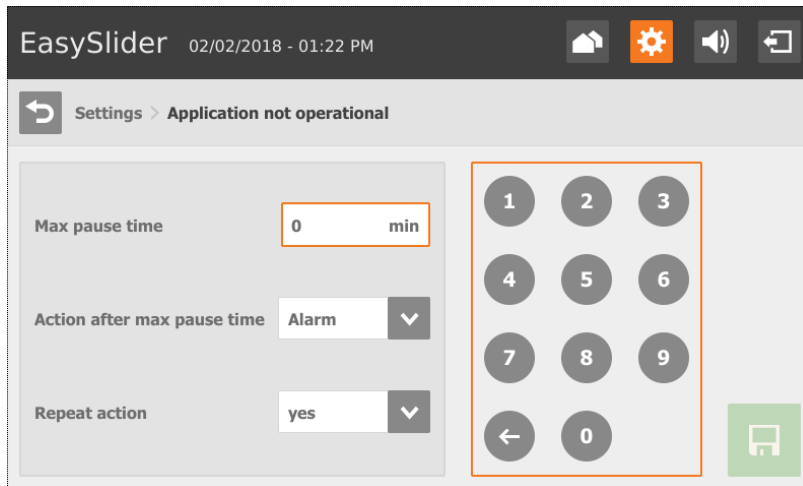 EasySlider 02/02/2018 - 01:22 PM
Settings > Application not operational
Max pause time 0 min
Action after max pause time Alarm
Repeat action yes
1 2 3
4 5 6
7 8 9
0